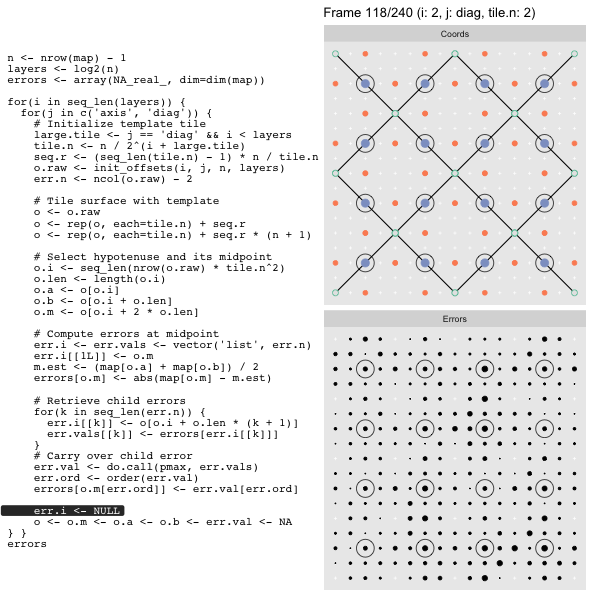 Frame 118/240 (i: 2, j: diag, tile.n: 2)
Coords
n <- nrow(map) - 1
layers <- log2(n)
errors <- array(NA_real_, dim=dim(map))
for(i in seq_len(layers)) {
  for(j in c('axis', 'diag')) {
    # Initialize template tile
    large.tile <- j == 'diag' && i < layers
    tile.n <- n / 2^(i + large.tile)
    seq.r <- (seq_len(tile.n) - 1) * n / tile.n
    o.raw <- init_offsets(i, j, n, layers)
    err.n <- ncol(o.raw) - 2
    # Tile surface with template
    o <- o.raw
    o <- rep(o, each=tile.n) + seq.r
    o <- rep(o, each=tile.n) + seq.r * (n + 1)
    # Select hypotenuse and its midpoint
    o.i <- seq_len(nrow(o.raw) * tile.n^2)
    o.len <- length(o.i)
    o.a <- o[o.i]
    o.b <- o[o.i + o.len]
    o.m <- o[o.i + 2 * o.len]
    # Compute errors at midpoint
    err.i <- err.vals <- vector('list', err.n)
    err.i[[1L]] <- o.m
    m.est <- (map[o.a] + map[o.b]) / 2
    errors[o.m] <- abs(map[o.m] - m.est)
    # Retrieve child errors
    for(k in seq_len(err.n)) {
      err.i[[k]] <- o[o.i + o.len * (k + 1)]
      err.vals[[k]] <- errors[err.i[[k]]]
    }
    # Carry over child error
    err.val <- do.call(pmax, err.vals)
    err.ord <- order(err.val)
    errors[o.m[err.ord]] <- err.val[err.ord]
    err.i <- NULL
    o <- o.m <- o.a <- o.b <- err.val <- NA
} }
errors
Errors